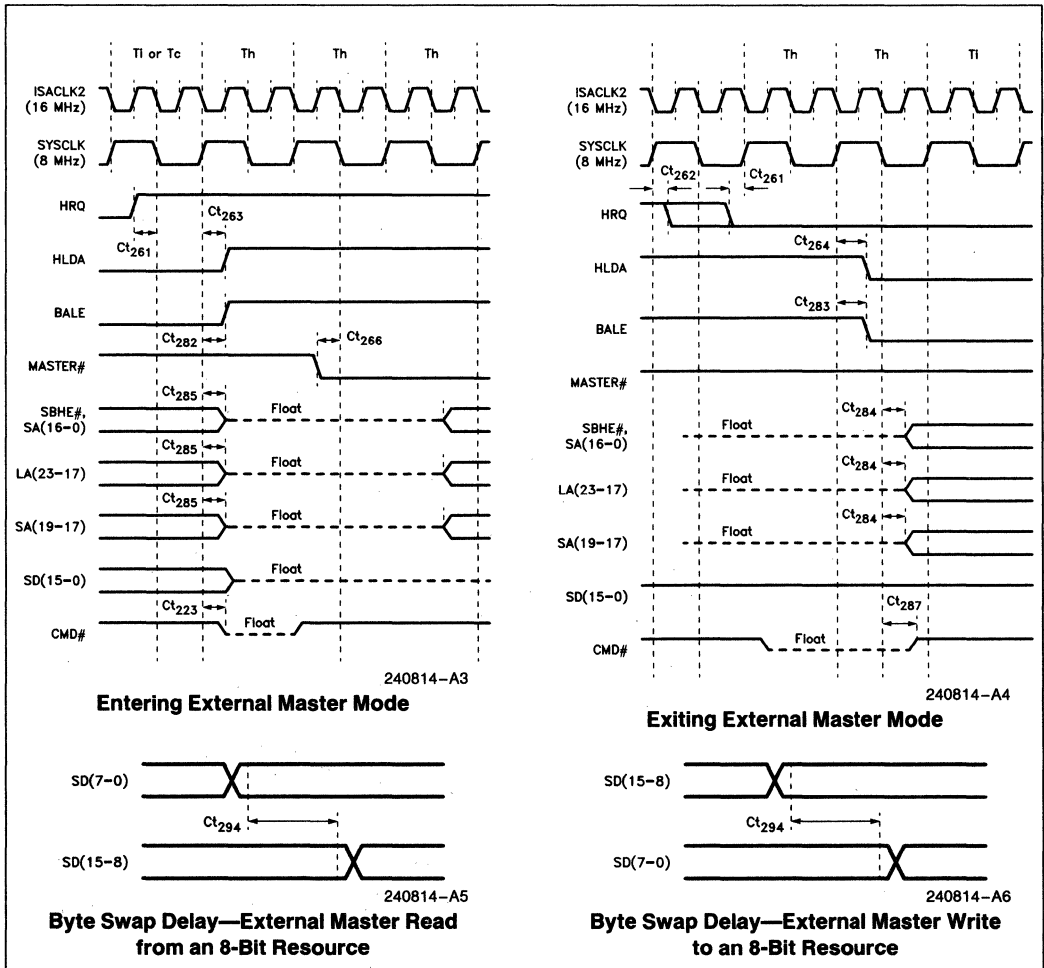 Ti or Tc Th Th Th
ISACLK2
(16 MHz)
SYSCLK
(8 MHz)
HRQ
Ct263
Ct261
HLDA
BALE
Ct282
Ct266
MASTER#
Ct285
SBHE#,
SA(16-0)
Float
Ct285
LA(23-17)
Float
Ct285
SA(19-17)
Float
SD(15-0)
Float
Ct223
CMD#
Float
240814-A3
Entering External Master Mode
Th Th Ti
ISACLK2
(16 MHz)
SYSCLK
(8 MHz)
Ct262 Ct261
HRQ
Ct264
HLDA
Ct283
BALE
MASTER#
Ct284
SBHE#,
SA(16-0)
Float
Ct284
LA(23-17)
Float
Ct284
SA(19-17)
Float
SD(15-0)
Ct287
CMD#
Float
240814-A4
Exiting External Master Mode
SD(7-0)
Ct294
SD(15-8)
240814-A5
Byte Swap Delay—External Master Read
from an 8-Bit Resource
SD(15-8)
Ct294
SD(7-0)
240814-A6
Byte Swap Delay—External Master Write
to an 8-Bit Resource